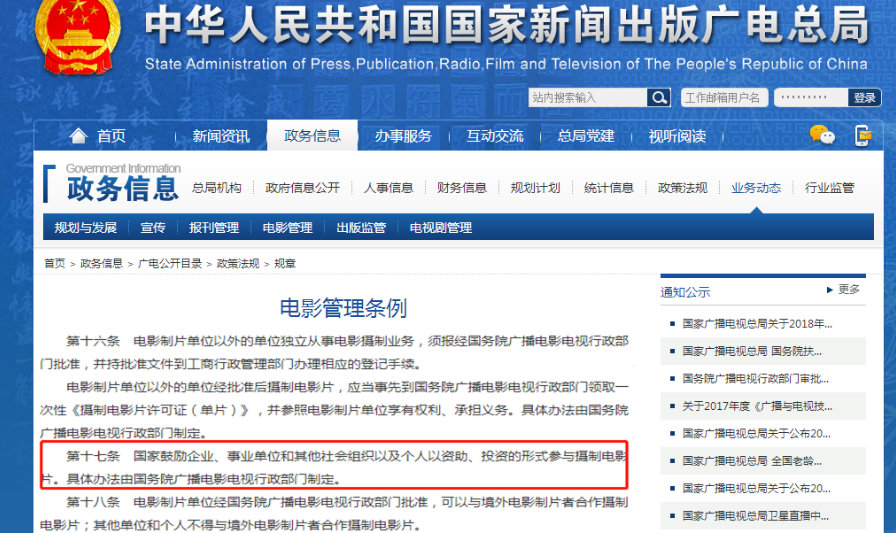 中华人民共和国国家新闻出版广电总局
State Administration of Press,Publication,Radio,Film and Television of The People's Republic of China
站内搜索输入 工作邮箱用户名 ········· 登录
首页 新闻资讯 政务信息 办事服务 互动交流 总局党建 视听阅读
Government Information
政务信息 总局机构 政府信息公开 人事信息 财务信息 规划计划 统计信息 政策法规 业务动态 行业监管
规划与发展 宣传 报刊管理 电影管理 出版监管 电视剧管理
首页 > 政务信息 > 广电公开目录 > 政策法规 > 规章
电影管理条例
第十六条 电影制片单位以外的单位独立从事电影摄制业务，须报经国务院广播电影电视行政部
门批准，并持批准文件到工商行政管理部门办理相应的登记手续。
电影制片单位以外的单位经批准后摄制电影片，应当事先到国务院广播电影电视行政部门领取一
次性《摄制电影片许可证（单片）》，并参照电影制片单位享有权利、承担义务。具体办法由国务院
广播电影电视行政部门制定。
第十七条 国家鼓励企业、事业单位和其他社会组织以及个人以资助、投资的形式参与摄制电影
片。具体办法由国务院广播电影电视行政部门制定。
第十八条 电影制片单位经国务院广播电影电视行政部门批准，可以与境外电影制片者合作摄制
电影片；其他单位和个人不得与境外电影制片者合作摄制电影片。
通知公示 更多
国家广播电视总局关于2018年...
国家广播电视总局 国务院扶...
国务院广播电视行政部门审批...
关于2017年度《广播与电视技...
国家广播电视总局关于公布20...
国家广播电视总局 全国老龄...
国家广播电视总局关于公布20...
国家广播电视总局卫星直播中...